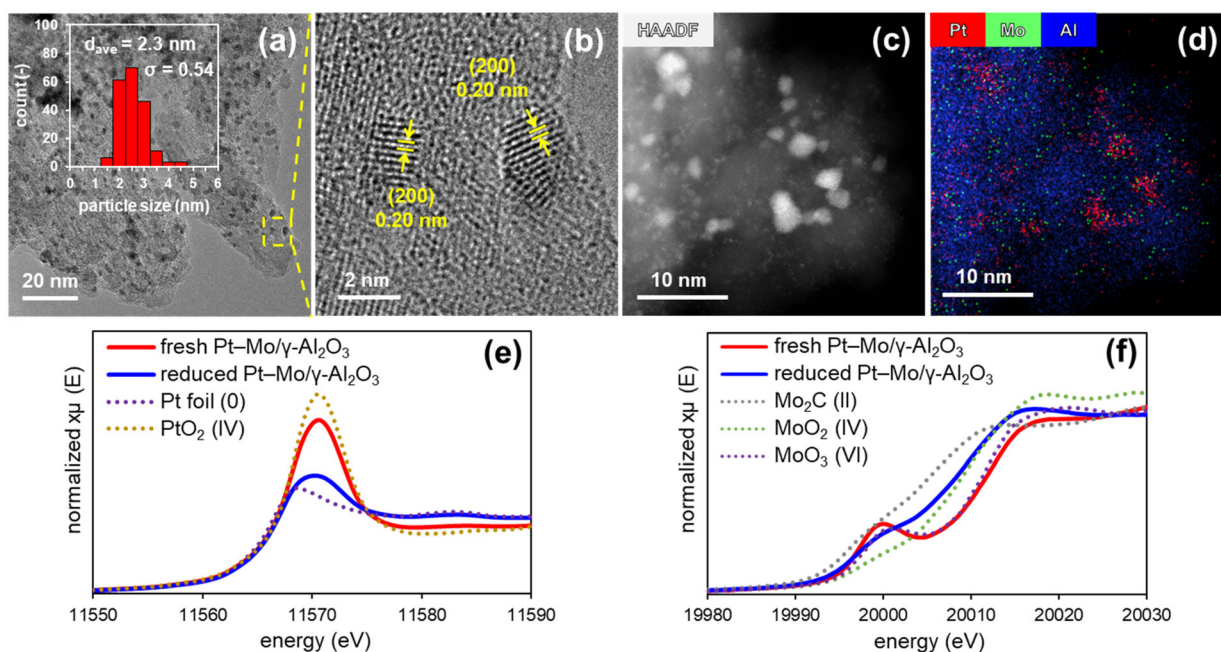 (a)
100
80
60
40
20
0
count (-)
dave = 2.3 nm
σ = 0.54
0 1 2 3 4 5 6
particle size (nm)
20 nm
(b)
(200)
0.20 nm
(200)
0.20 nm
2 nm
HAADF
(c)
10 nm
Pt Mo Al
(d)
10 nm
(e)
fresh Pt–Mo/γ-Al₂O₃
reduced Pt–Mo/γ-Al₂O₃
Pt foil (0)
PtO₂ (IV)
normalized xμ (E)
11550 11560 11570 11580 11590
energy (eV)
(f)
fresh Pt–Mo/γ-Al₂O₃
reduced Pt–Mo/γ-Al₂O₃
Mo₂C (II)
MoO₂ (IV)
MoO₃ (VI)
normalized xμ (E)
19980 19990 20000 20010 20020 20030
energy (eV)